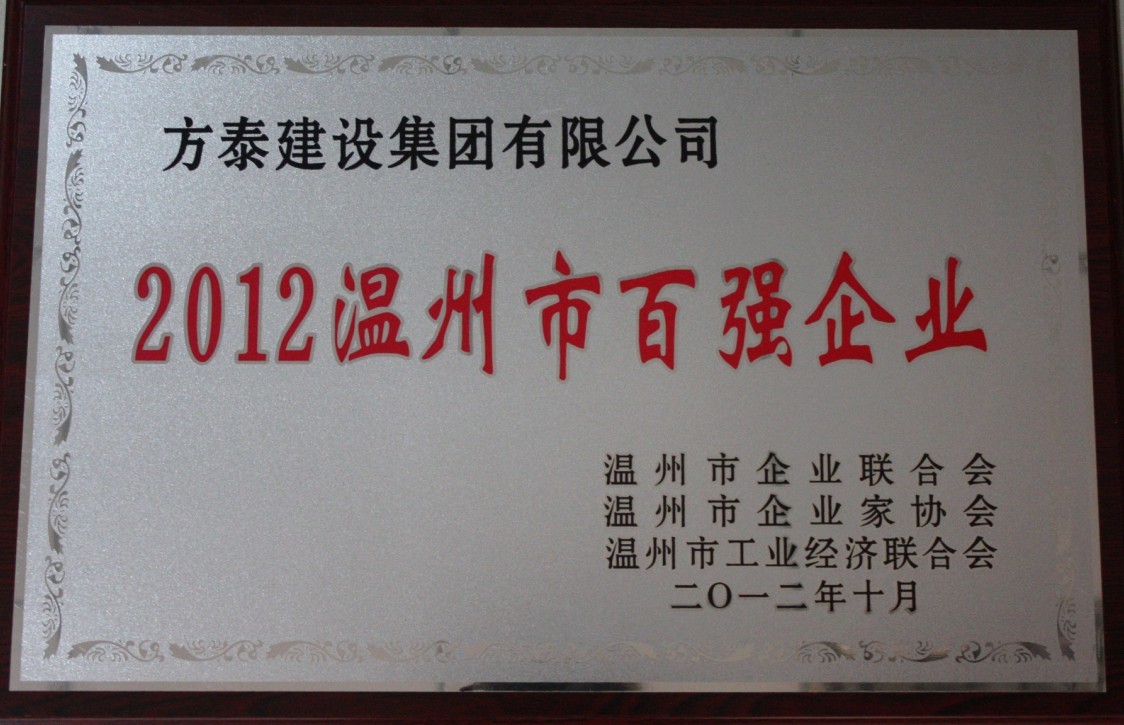 方泰建设集团有限公司
2012温州市百强企业
温州市企业联合会
温州市企业家协会
温州市工业经济联合会
二〇一二年十月